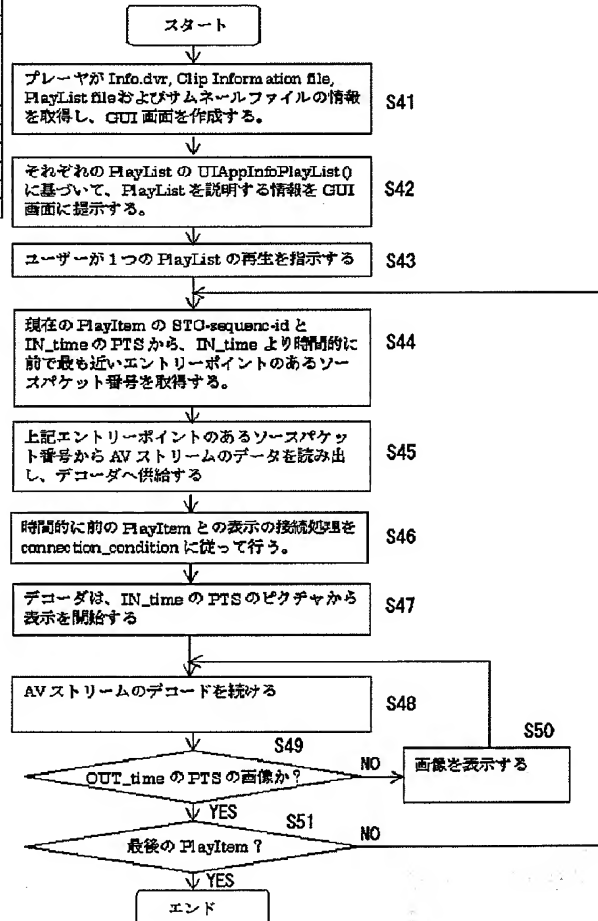 スタート
プレーヤが Info.dvr, Clip Information file,
PlayList fileおよびサムネールファイルの情報
を取得し、GUI 画面を作成する。
S41
それぞれの PlayList の UIAppInfoPlayList()
に基づいて、PlayList を説明する情報を GUI
画面に提示する。
S42
ユーザーが1つの PlayList の再生を指示する
S43
現在の PlayItem の STC-sequenc-id と
IN_time の PTS から、IN_time より時間的に
前で最も近いエントリーポイントのあるソー
スパケット番号を取得する。
S44
上記エントリーポイントのあるソースパケッ
ト番号から AV ストリームのデータを読み出
し、デコーダへ供給する
S45
時間的に前の PlayItem との表示の接続処理を
connection_condition に従って行う。
S46
デコーダは、IN_time の PTS のピクチャから
表示を開始する
S47
AV ストリームのデコードを続ける
S48
S49
OUT_time の PTS の画像か?
NO
S50
画像を表示する
YES
S51
最後の PlayItem ?
NO
YES
エンド